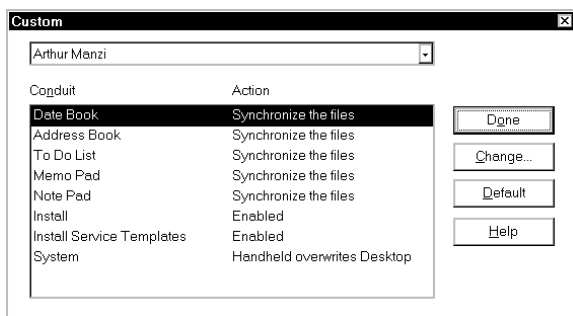 Custom
Arthur Manzi
Conduit Action
Date Book Synchronize the files
Address Book Synchronize the files
To Do List Synchronize the files
Memo Pad Synchronize the files
Note Pad Synchronize the files
Install Enabled
Install Service Templates Enabled
System Handheld overwrites Desktop
Done
Change...
Default
Help